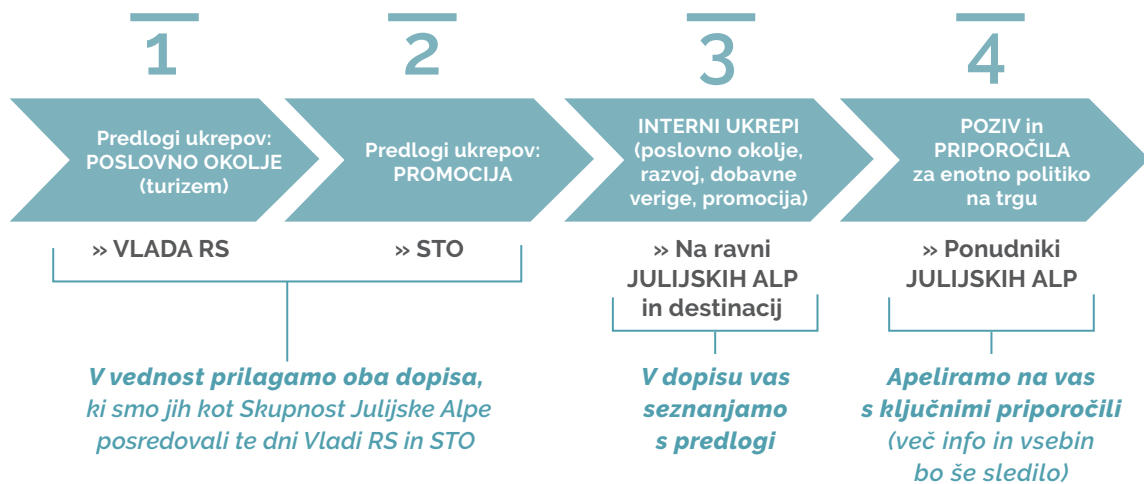 1
Predlogi ukrepov:
POSLOVNO OKOLJE
(turizem)
» VLADA RS
2
Predlogi ukrepov:
PROMOCIJA
» STO
V vednost prilagamo oba dopisa,
ki smo jih kot Skupnost Julijske Alpe
posredovali te dni Vladi RS in STO
3
INTERNI UKREPI
(poslovno okolje,
razvoj, dobavne
verige, promocija)
» Na ravni
JULIJSKIH ALP
in destinacij
V dopisu vas
seznanjamo
s predlogi
4
POZIV in
PRIPOROČILA
za enotno politiko
na trgu
» Ponudniki
JULIJSKIH ALP
Apeliramo na vas
s ključnimi priporočili
(več info in vsebin
bo še sledilo)